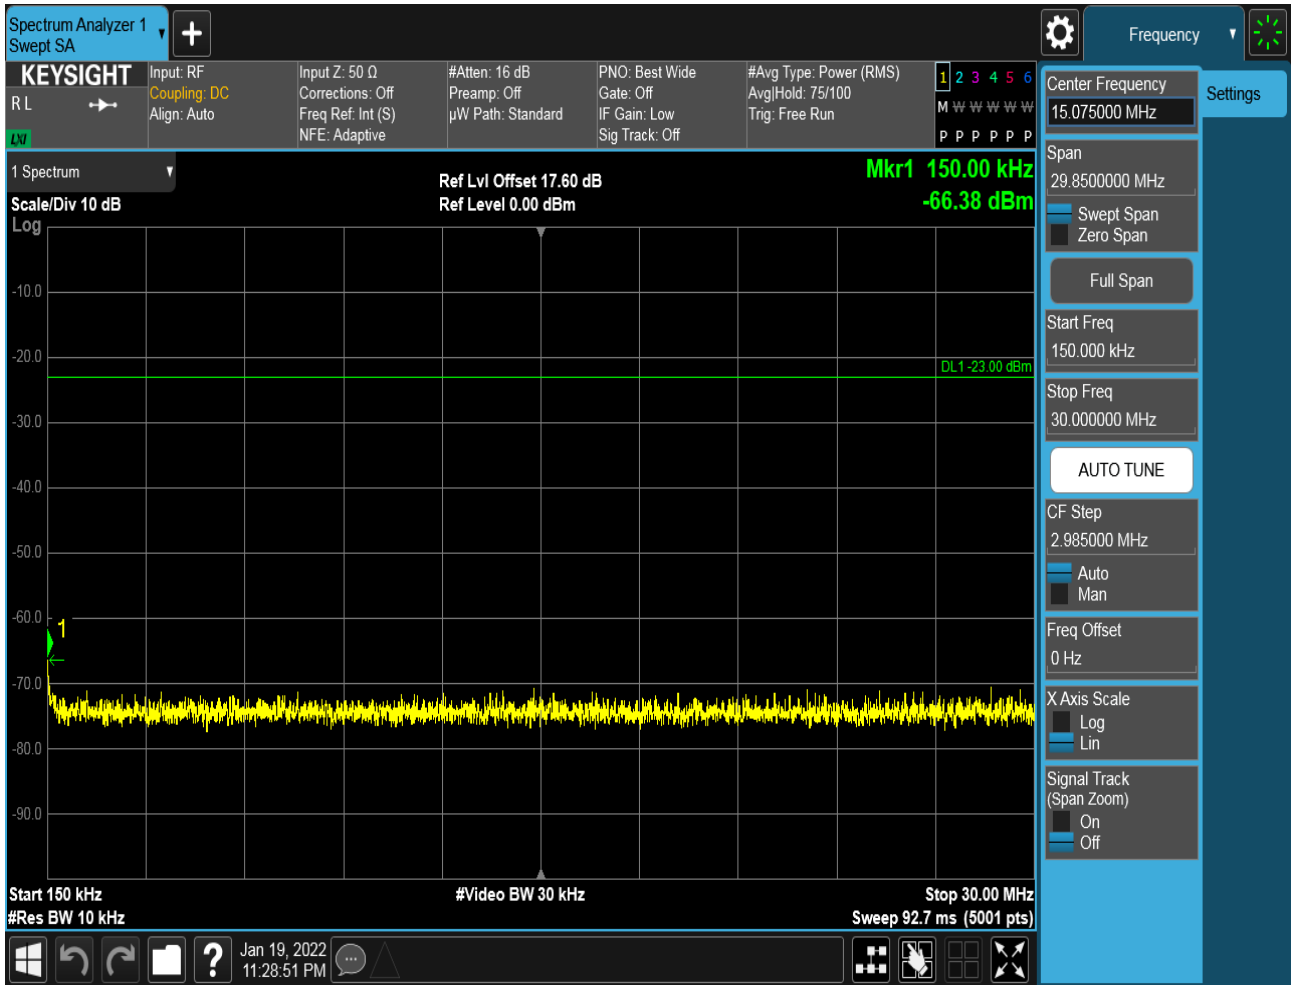 Spectrum Analyzer 1
Swept SA
Frequency
KEYSIGHT
R L
LXI
Input: RF
Coupling: DC
Align: Auto
Input Z: 50 Ω
Corrections: Off
Freq Ref: Int (S)
NFE: Adaptive
#Atten: 16 dB
Preamp: Off
µW Path: Standard
PNO: Best Wide
Gate: Off
IF Gain: Low
Sig Track: Off
#Avg Type: Power (RMS)
Avg|Hold: 75/100
Trig: Free Run
1 2 3 4 5 6
M W W W W W
P P P P P P
1 Spectrum
Scale/Div 10 dB
Log
Ref Lvl Offset 17.60 dB
Ref Level 0.00 dBm
Mkr1 150.00 kHz
-66.38 dBm
-10.0
-20.0
DL1 -23.00 dBm
-30.0
-40.0
-50.0
-60.0
1
-70.0
-80.0
-90.0
Start 150 kHz
#Video BW 30 kHz
Stop 30.00 MHz
#Res BW 10 kHz
Sweep 92.7 ms (5001 pts)
?
Jan 19, 2022
11:28:51 PM
Center Frequency
15.075000 MHz
Settings
Span
29.8500000 MHz
Swept Span
Zero Span
Full Span
Start Freq
150.000 kHz
Stop Freq
30.000000 MHz
AUTO TUNE
CF Step
2.985000 MHz
Auto
Man
Freq Offset
0 Hz
X Axis Scale
Log
Lin
Signal Track
(Span Zoom)
On
Off